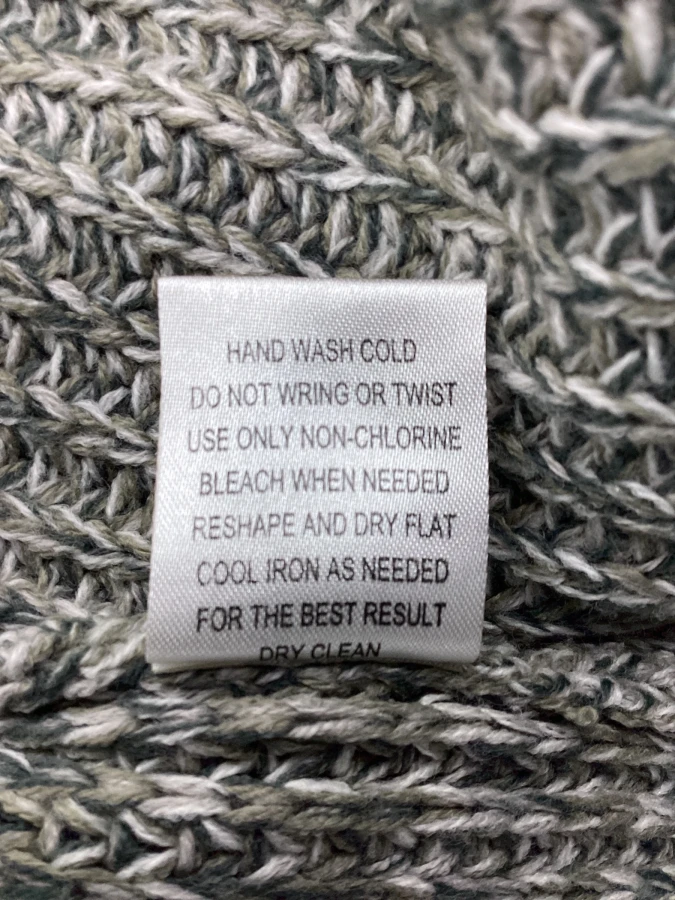 HAND WASH COLD
DO NOT WRING OR TWIST
USE ONLY NON-CHLORINE
BLEACH WHEN NEEDED
RESHAPE AND DRY FLAT
COOL IRON AS NEEDED
FOR THE BEST RESULT
DRY CLEAN